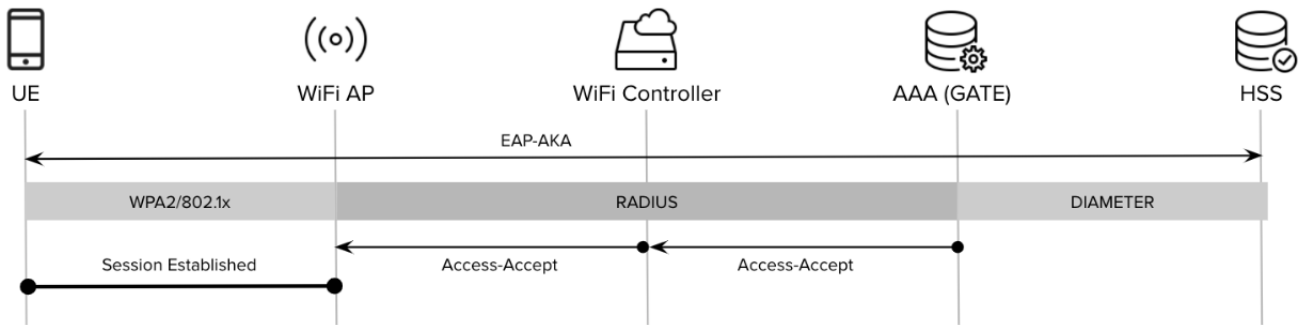 UE
WiFi AP
WiFi Controller
AAA (GATE)
HSS
EAP-AKA
WPA2/802.1x
RADIUS
DIAMETER
Session Established
Access-Accept
Access-Accept